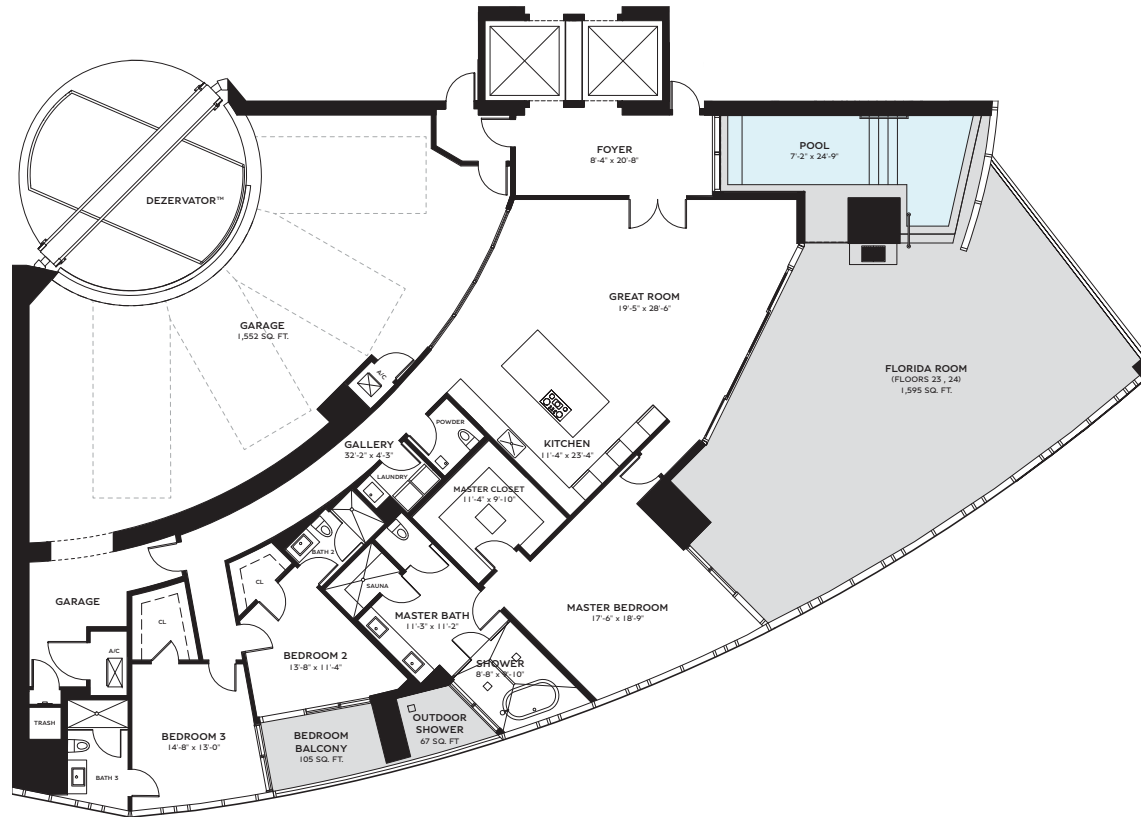 FOYER
8'-4" x 20'-8"
POOL
7'-2" x 24'-9"
DEZERVATOR™
GREAT ROOM
19'-5" x 28'-6"
GARAGE
1,552 SQ. FT.
FLORIDA ROOM
(FLOORS 23 , 24)
1,595 SQ. FT.
A/C
POWDER
GALLERY
32'-2" x 4'-3"
KITCHEN
11'-4" x 23'-4"
LAUNDRY
MASTER CLOSET
11'-4" x 9'-10"
BATH 2
CL
SAUNA
GARAGE
CL
MASTER BATH
11'-3" x 11'-2"
MASTER BEDROOM
17'-6" x 18'-9"
A/C
BEDROOM 2
13'-8" x 11'-4"
SHOWER
8'-8" x 9'-10"
TRASH
BEDROOM 3
14'-8" x 13'-0"
BEDROOM
BALCONY
105 SQ. FT.
OUTDOOR
SHOWER
67 SQ. FT
BATH 3